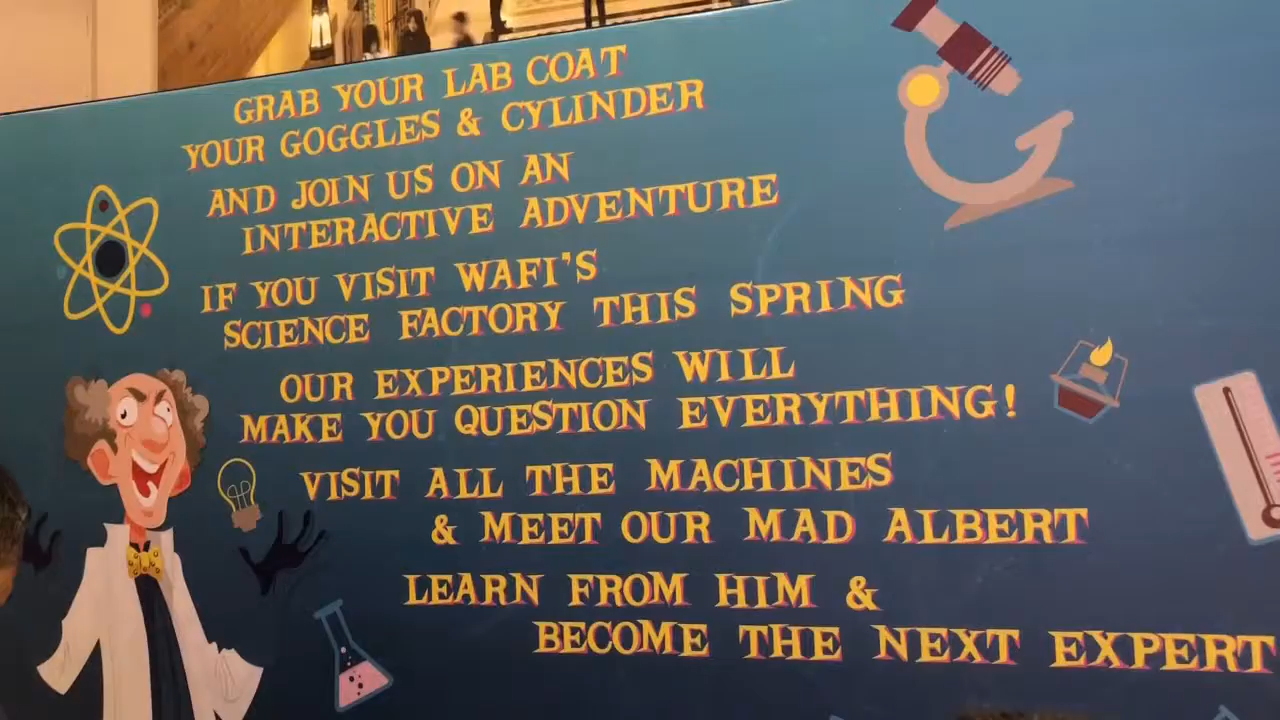 GRAB YOUR LAB COAT
YOUR GOGGLES & CYLINDER
AND JOIN US ON AN
INTERACTIVE ADVENTURE
IF YOU VISIT WAFI'S
SCIENCE FACTORY THIS SPRING
OUR EXPERIENCES WILL
MAKE YOU QUESTION EVERYTHING!
VISIT ALL THE MACHINES
& MEET OUR MAD ALBERT
LEARN FROM HIM &
BECOME THE NEXT EXPERT